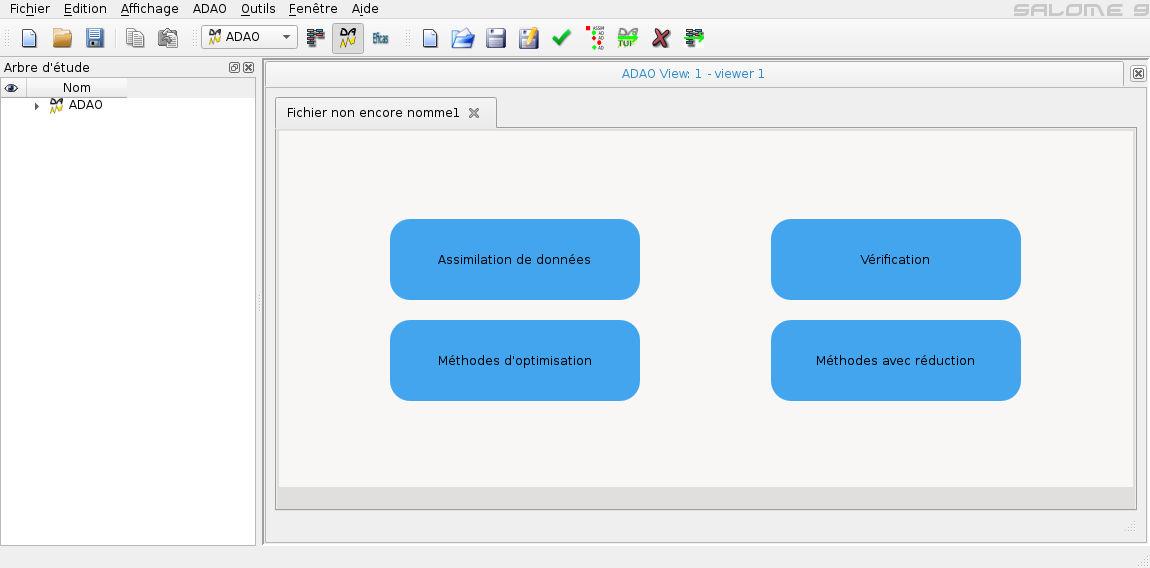 Fichier Edition Affichage ADAO Outils Fenêtre Aide SALOME 9
ADAO Eficas
Arbre d'étude
ADAO View: 1 - viewer 1
Nom
ADAO
Fichier non encore nomme1
Assimilation de données
Vérification
Méthodes d'optimisation
Méthodes avec réduction